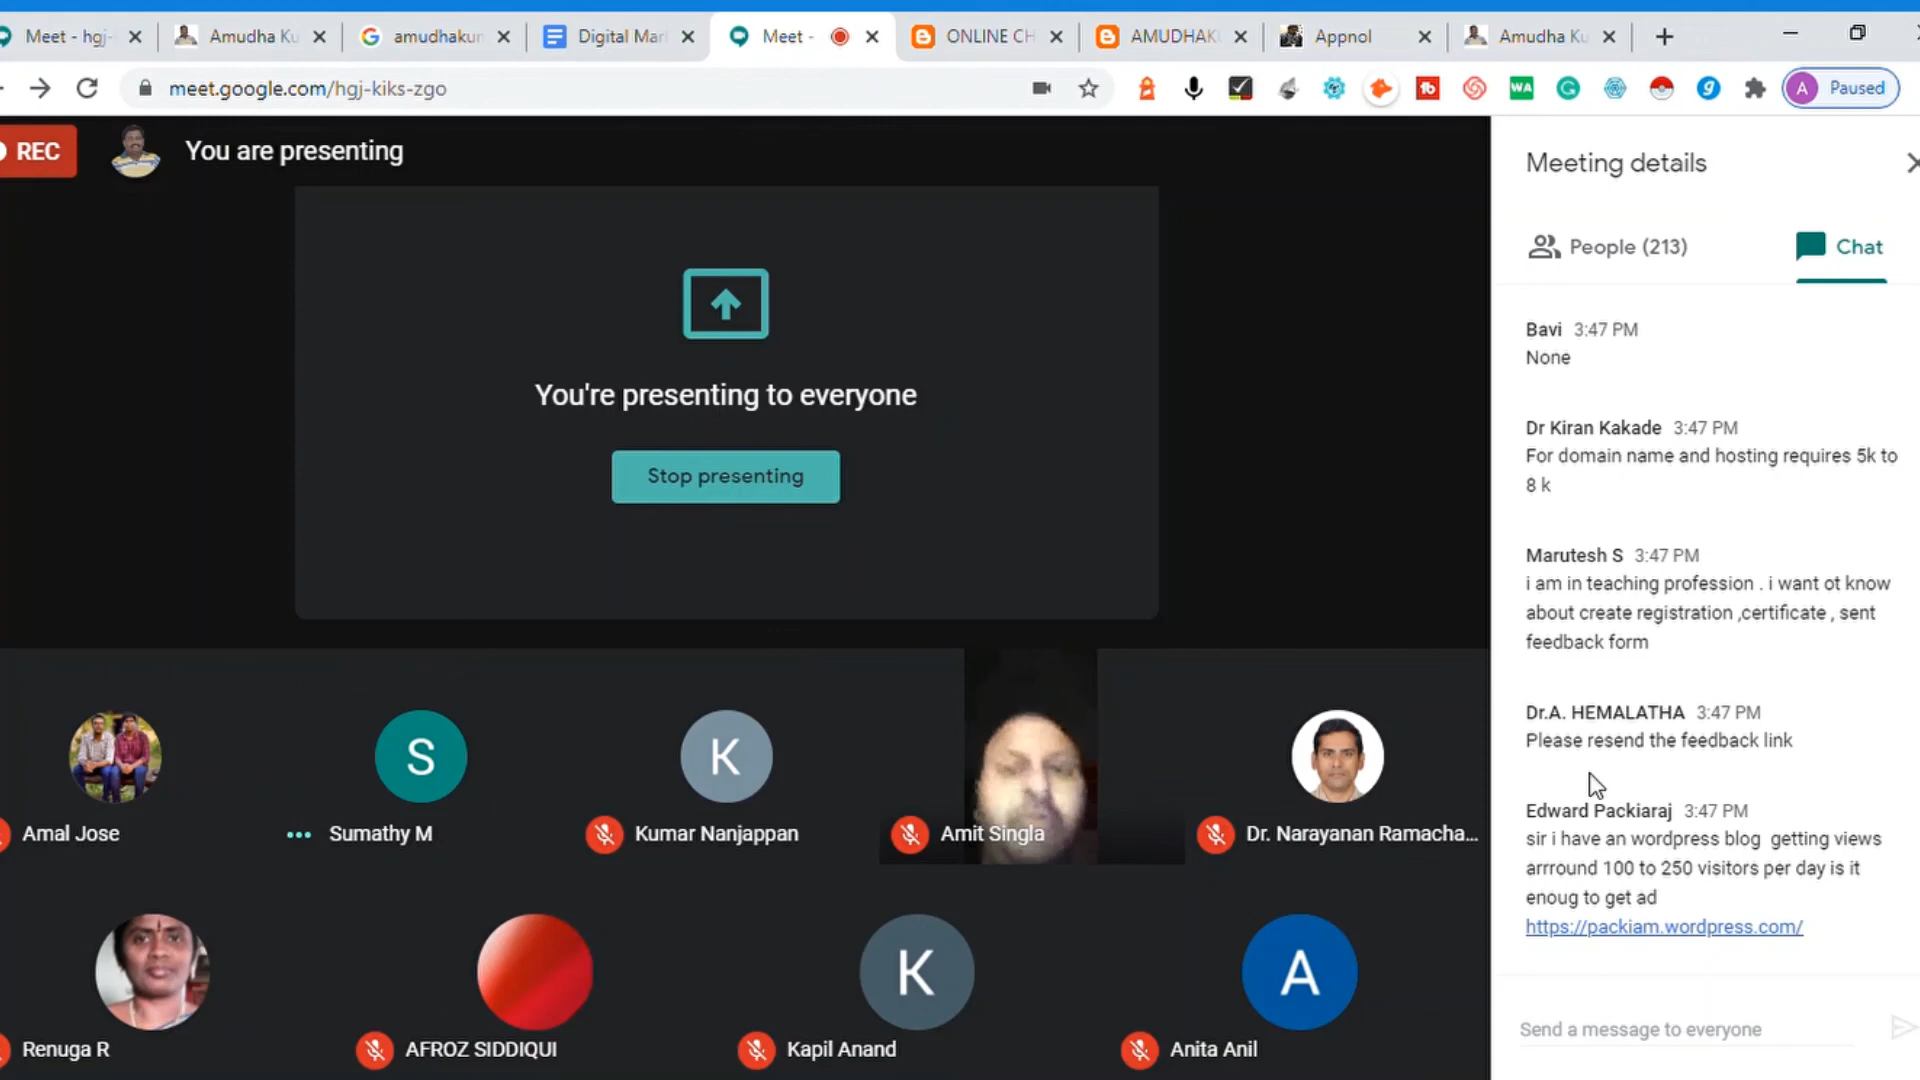 Meet - hgj-
Amudha Ku
amudhakun
Digital Mar
Meet -
ONLINE CH
AMUDHAKU
Appnol
Amudha Ku
meet.google.com/hgj-kiks-zgo
WA
A
Paused
REC
You are presenting
You're presenting to everyone
Stop presenting
Amal Jose
S
Sumathy M
K
Kumar Nanjappan
Amit Singla
Dr. Narayanan Ramacha...
Renuga R
AFROZ SIDDIQUI
K
Kapil Anand
A
Anita Anil
Meeting details
People (213)
Chat
Bavi 3:47 PM
None
Dr Kiran Kakade 3:47 PM
For domain name and hosting requires 5k to
8 k
Marutesh S 3:47 PM
i am in teaching profession . i want ot know
about create registration ,certificate , sent
feedback form
Dr.A. HEMALATHA 3:47 PM
Please resend the feedback link
Edward Packiaraj 3:47 PM
sir i have an wordpress blog getting views
arrround 100 to 250 visitors per day is it
enoug to get ad
https://packiam.wordpress.com/
Send a message to everyone